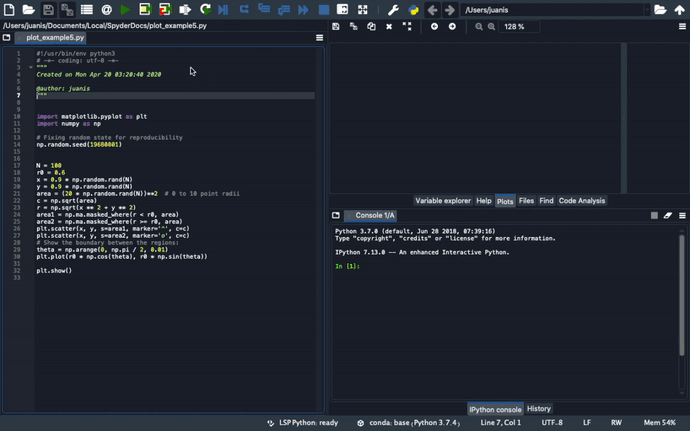 /Users/juanis
/Users/juanis/Documents/Local/SpyderDocs/plot_example5.py
plot_example5.py
128 %
1 #!/usr/bin/env python3
2 # -*- coding: utf-8 -*-
3 """
4 Created on Mon Apr 20 03:20:40 2020
5
6 @author: juanis
7 """
8
9
10 import matplotlib.pyplot as plt
11 import numpy as np
12
13 # Fixing random state for reproducibility
14 np.random.seed(19680801)
15
16
17 N = 100
18 r0 = 0.6
19 x = 0.9 * np.random.rand(N)
20 y = 0.9 * np.random.rand(N)
21 area = (20 * np.random.rand(N))**2  # 0 to 10 point radii
22 c = np.sqrt(area)
23 r = np.sqrt(x ** 2 + y ** 2)
24 area1 = np.ma.masked_where(r < r0, area)
25 area2 = np.ma.masked_where(r >= r0, area)
26 plt.scatter(x, y, s=area1, marker='^', c=c)
27 plt.scatter(x, y, s=area2, marker='o', c=c)
28 # Show the boundary between the regions:
29 theta = np.arange(0, np.pi / 2, 0.01)
30 plt.plot(r0 * np.cos(theta), r0 * np.sin(theta))
31
32 plt.show()
33
Variable explorer Help Plots Files Find Code Analysis
Console 1/A
Python 3.7.0 (default, Jun 28 2018, 07:39:16)
Type "copyright", "credits" or "license" for more information.
IPython 7.13.0 -- An enhanced Interactive Python.
In [1]:
IPython console History
LSP Python: ready conda: base (Python 3.7.4) Line 7, Col 1 UTF-8 LF RW Mem 54%